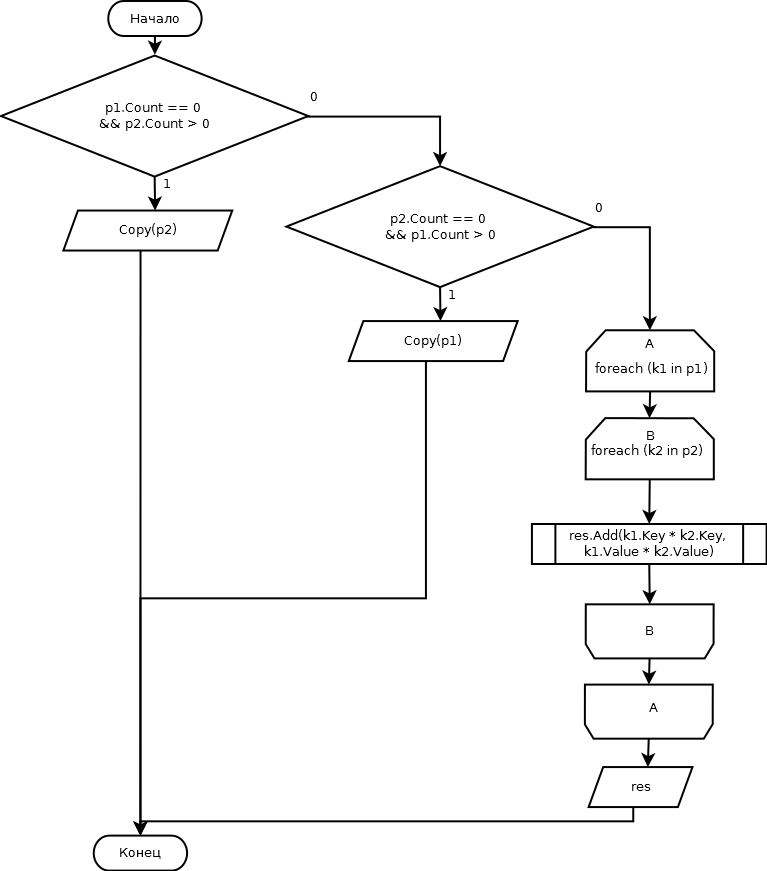 Начало
p1.Count == 0
&& p2.Count > 0
0
1
Copy(p2)
p2.Count == 0
&& p1.Count > 0
0
1
Copy(p1)
A
foreach (k1 in p1)
B
foreach (k2 in p2)
res.Add(k1.Key * k2.Key,
k1.Value * k2.Value)
B
A
res
Конец